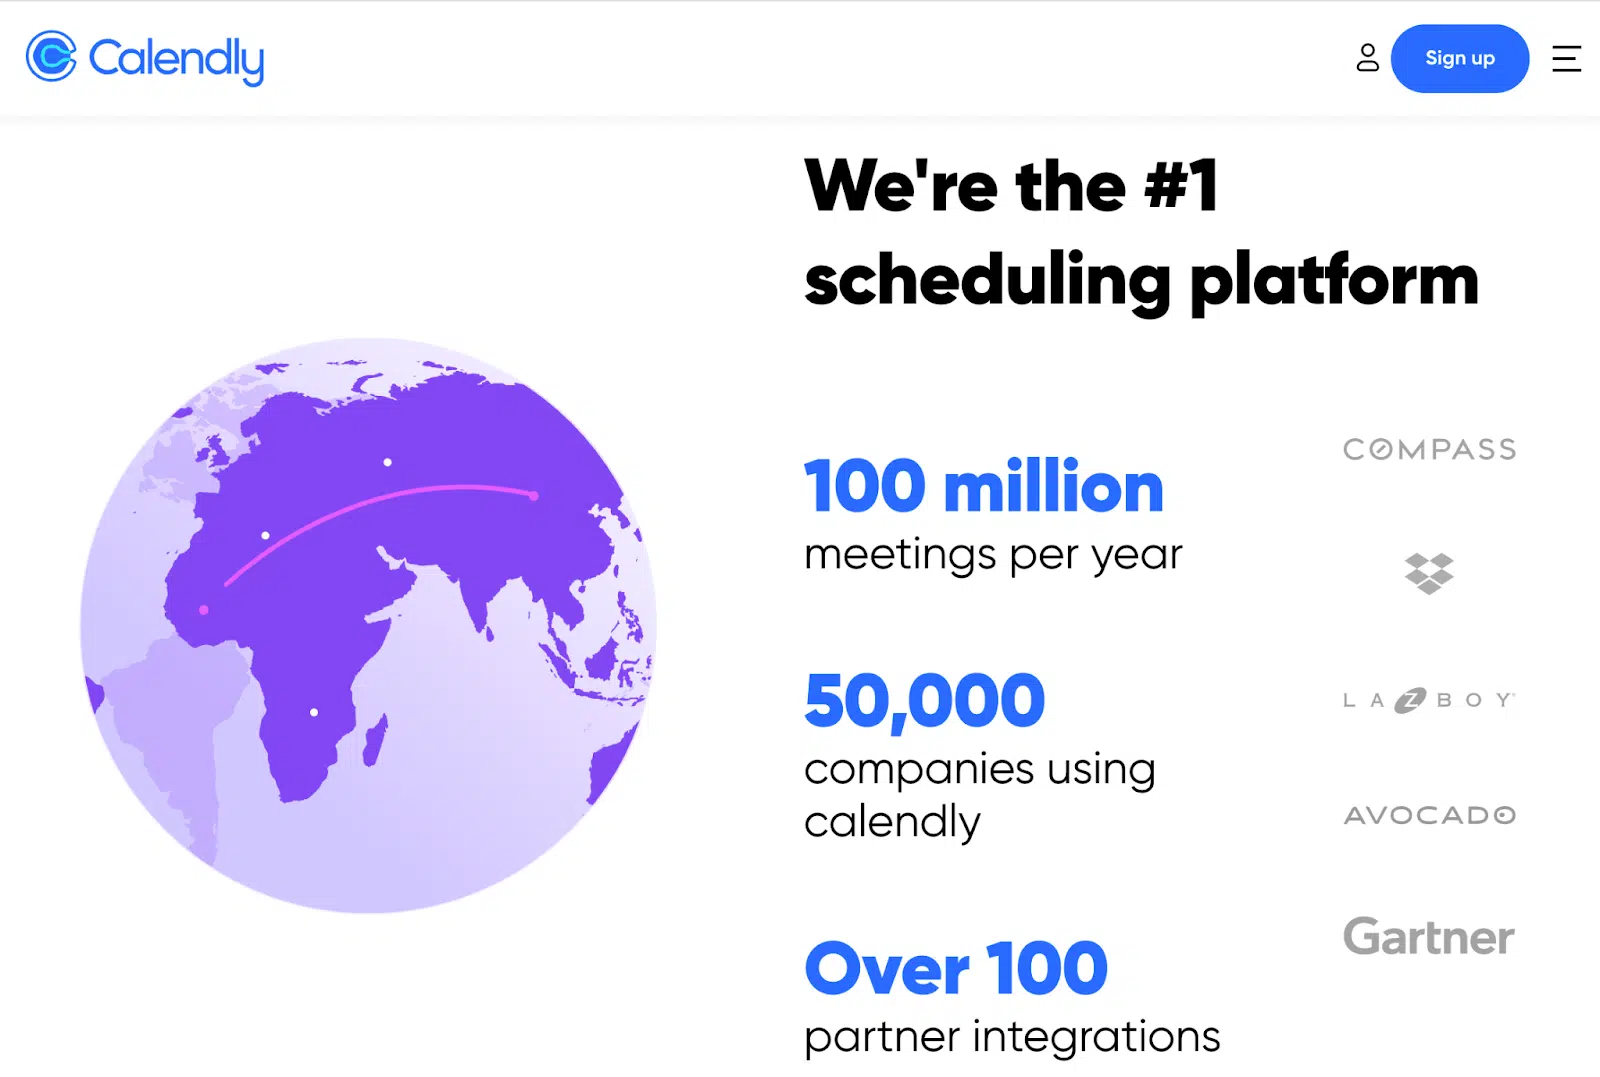 Calendly
Sign up
We're the #1
scheduling platform
100 million
meetings per year
50,000
companies using
calendly
Over 100
partner integrations
COMPASS
LA Z BOY
AVOCADO
Gartner